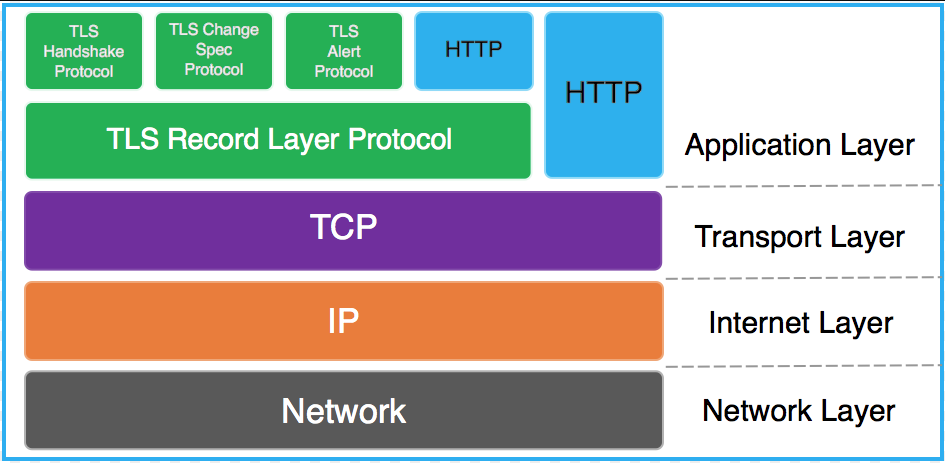 TLS
Handshake
Protocol
TLS Change
Spec
Protocol
TLS
Alert
Protocol
HTTP
HTTP
TLS Record Layer Protocol
Application Layer
TCP
Transport Layer
IP
Internet Layer
Network
Network Layer